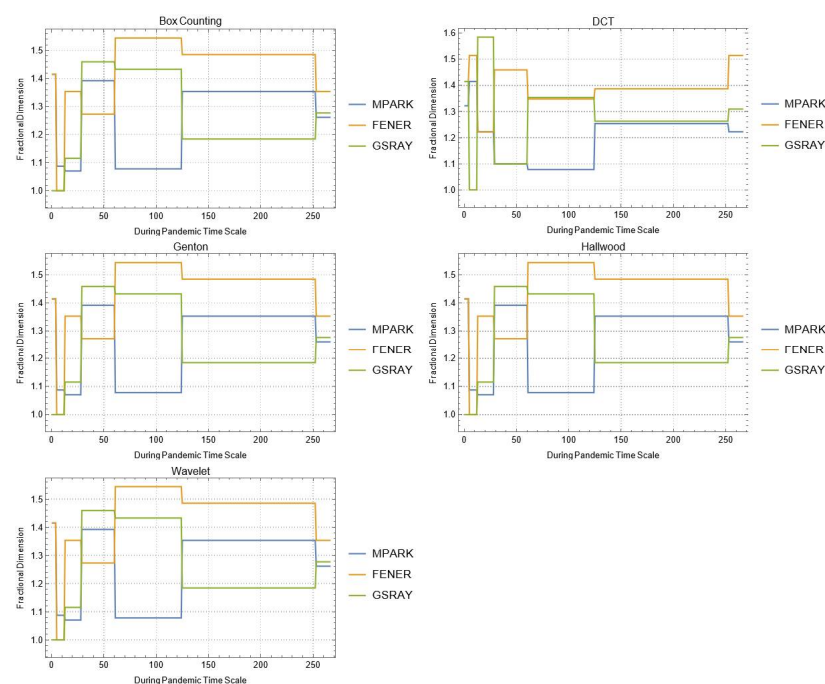 Box Counting
Fractional Dimension
1.5
1.4
1.3
1.2
1.1
1.0
0 50 100 150 200 250
During Pandemic Time Scale
MPARK
FENER
GSRAY
DCT
Fractional Dimension
1.6
1.5
1.4
1.3
1.2
1.1
1.0
0 50 100 150 200 250
During Pandemic Time Scale
MPARK
FENER
GSRAY
Genton
Fractional Dimension
1.5
1.4
1.3
1.2
1.1
1.0
0 50 100 150 200 250
During Pandemic Time Scale
MPARK
FENER
GSRAY
Hallwood
Fractional Dimension
1.5
1.4
1.3
1.2
1.1
1.0
0 50 100 150 200 250
During Pandemic Time Scale
MPARK
FENER
GSRAY
Wavelet
Fractional Dimension
1.5
1.4
1.3
1.2
1.1
1.0
0 50 100 150 200 250
During Pandemic Time Scale
MPARK
FENER
GSRAY